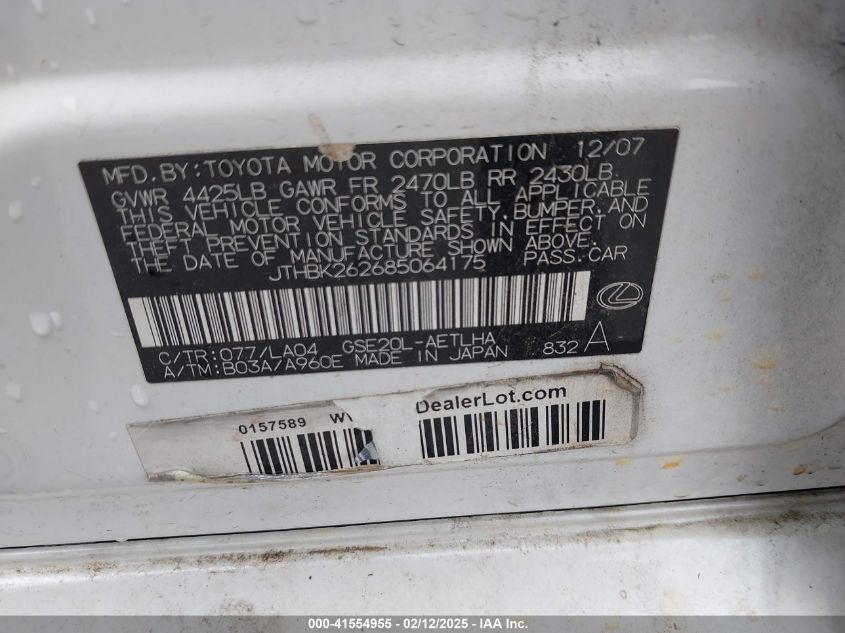 MFD.BY:TOYOTA MOTOR CORPORATION 12/07
GVWR 4425LB GAWR FR 2470LB RR 2430LB
THIS VEHICLE CONFORMS TO ALL APPLICABLE
FEDERAL MOTOR VEHICLE SAFETY,BUMPER,AND
THEFT PREVENTION STANDARDS IN EFFECT ON
THE DATE OF MANUFACTURE SHOWN ABOVE.
JTHBK262685064175 PASS.CAR
C/TR:077/LA04 GSE20L-AETLHA
A/TM:B03A/A960E MADE IN JAPAN 832 A
DealerLot.com
0157589
000-41554955 - 02/12/2025 - IAA Inc.